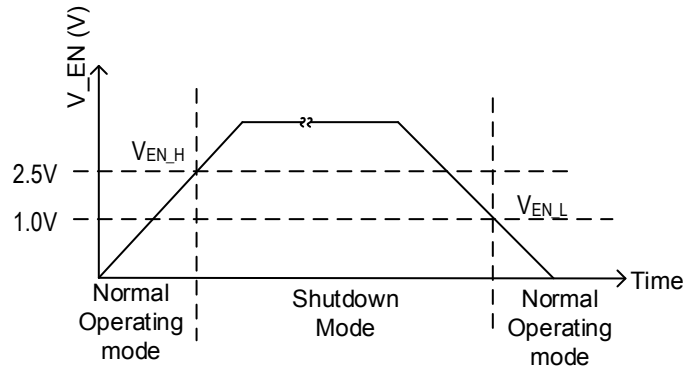 V_EN (V)
VEN_H
2.5V
1.0V
VEN_L
Time
Normal
Operating
mode
Shutdown
Mode
Normal
Operating
mode